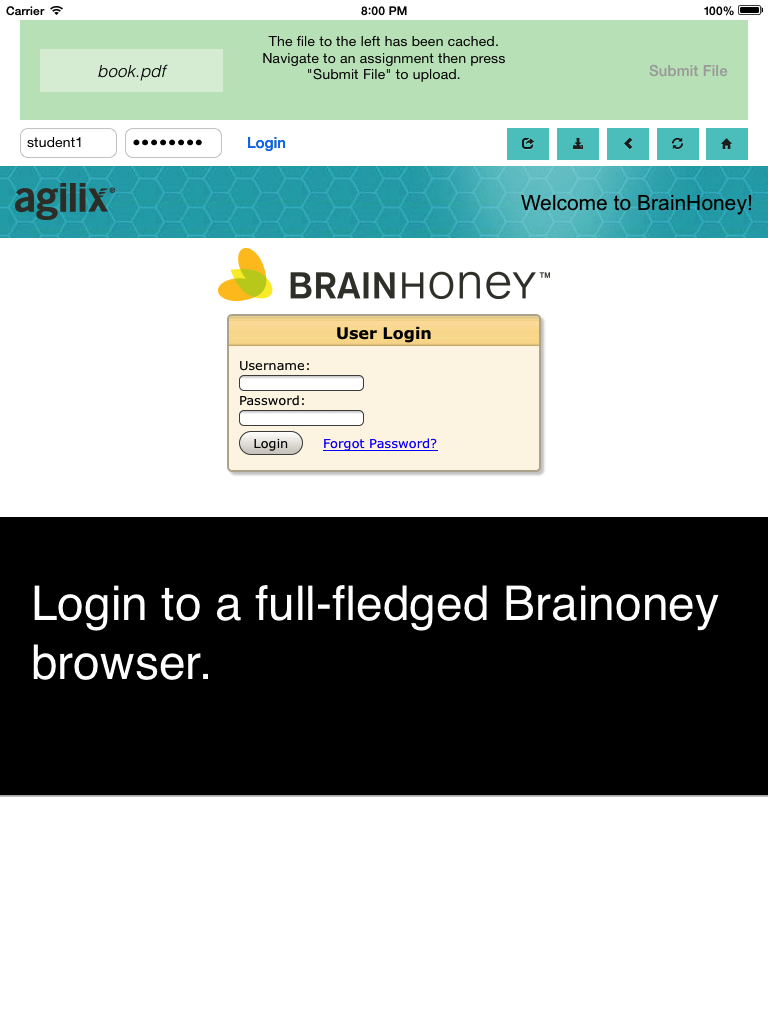 Carrier 8:00 PM 100%
book.pdf
The file to the left has been cached.
Navigate to an assignment then press
"Submit File" to upload.
Submit File
student1 •••••••• Login
agilix®
Welcome to BrainHoney!
BRAINHONEY™
User Login
Username:
Password:
Login Forgot Password?
Login to a full-fledged Brainoney
browser.